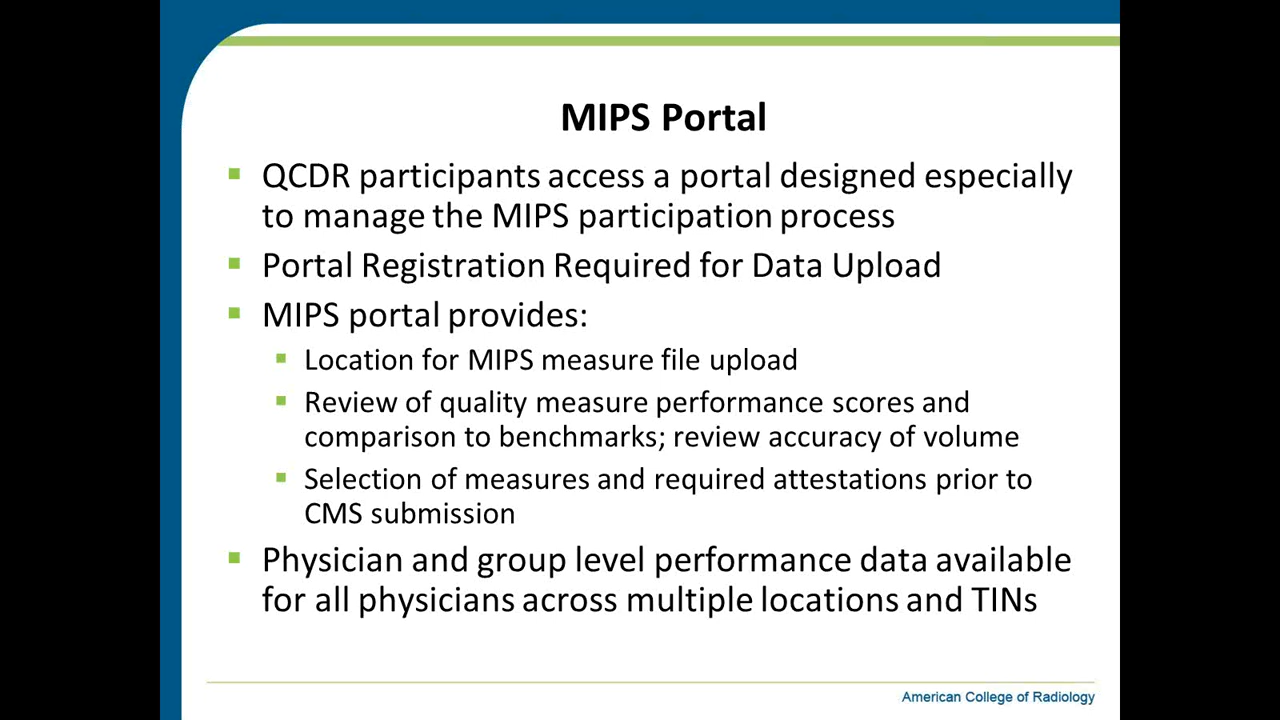 MIPS Portal
QCDR participants access a portal designed especially
to manage the MIPS participation process
Portal Registration Required for Data Upload
MIPS portal provides:
Location for MIPS measure file upload
Review of quality measure performance scores and
comparison to benchmarks; review accuracy of volume
Selection of measures and required attestations prior to
CMS submission
Physician and group level performance data available
for all physicians across multiple locations and TINs
American College of Radiology